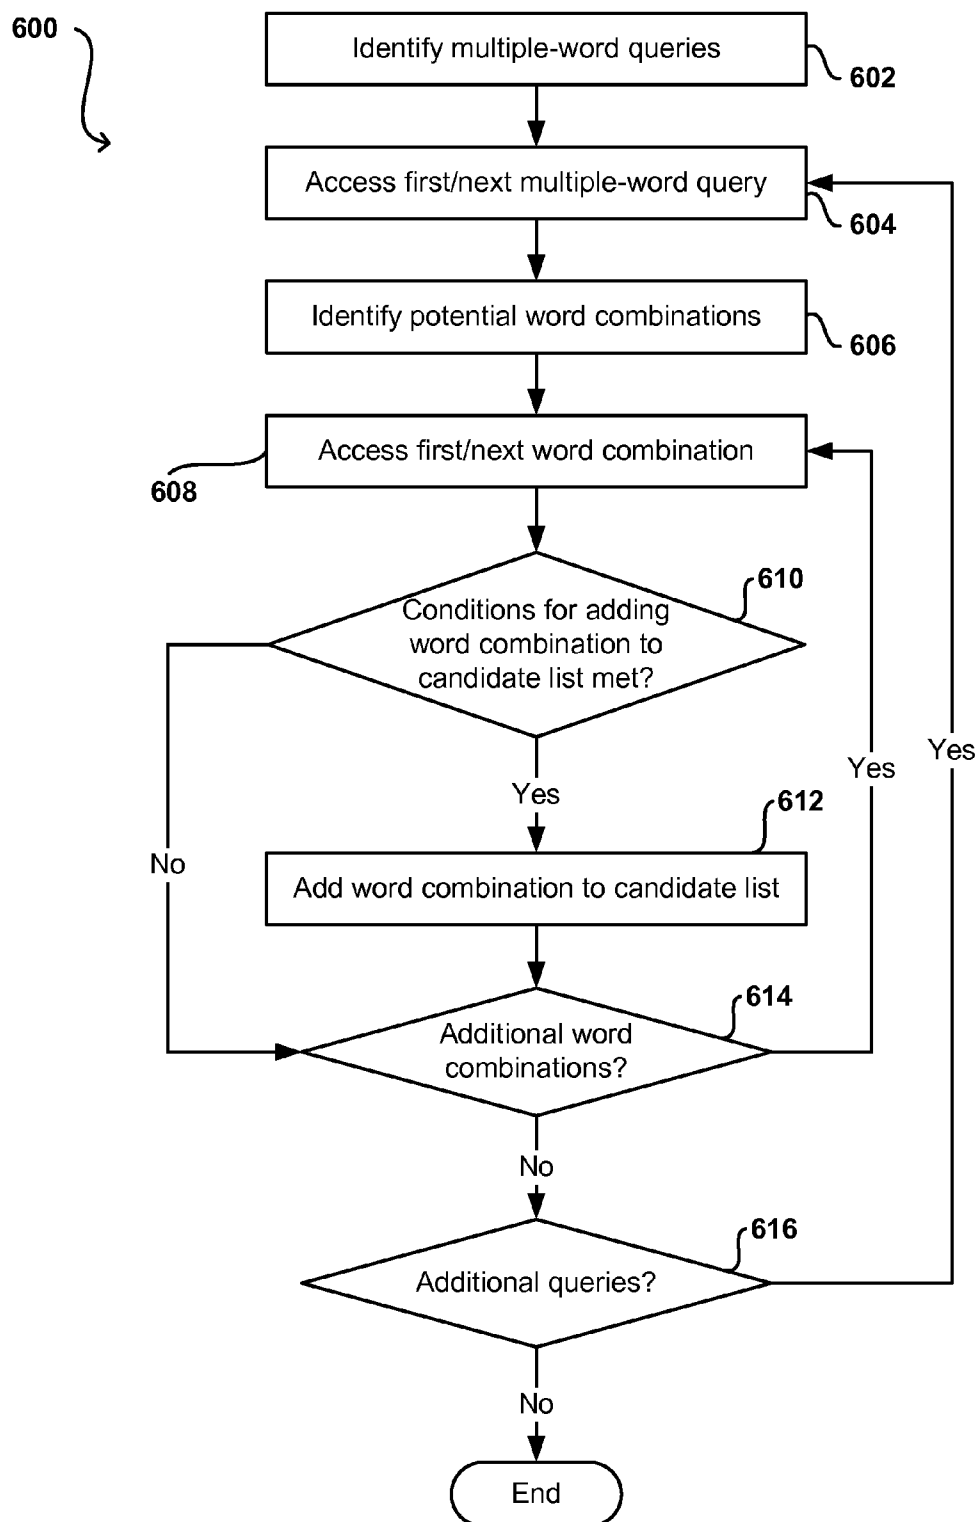 600
Identify multiple-word queries
602
Access first/next multiple-word query
604
Identify potential word combinations
606
Access first/next word combination
608
610
Conditions for adding
word combination to
candidate list met?
Yes
Yes
Yes
612
No
Add word combination to candidate list
614
Additional word
combinations?
No
616
Additional queries?
No
End